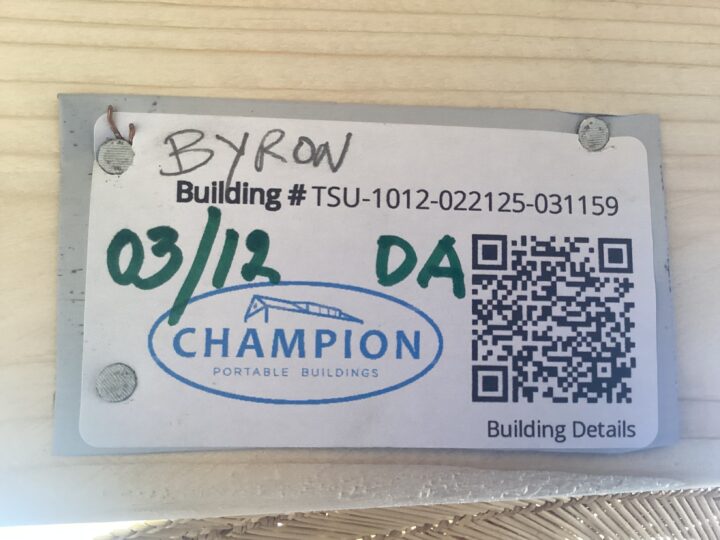 BYRON
Building # TSU-1012-022125-031159
03/12 DA
CHAMPION
PORTABLE BUILDINGS
Building Details